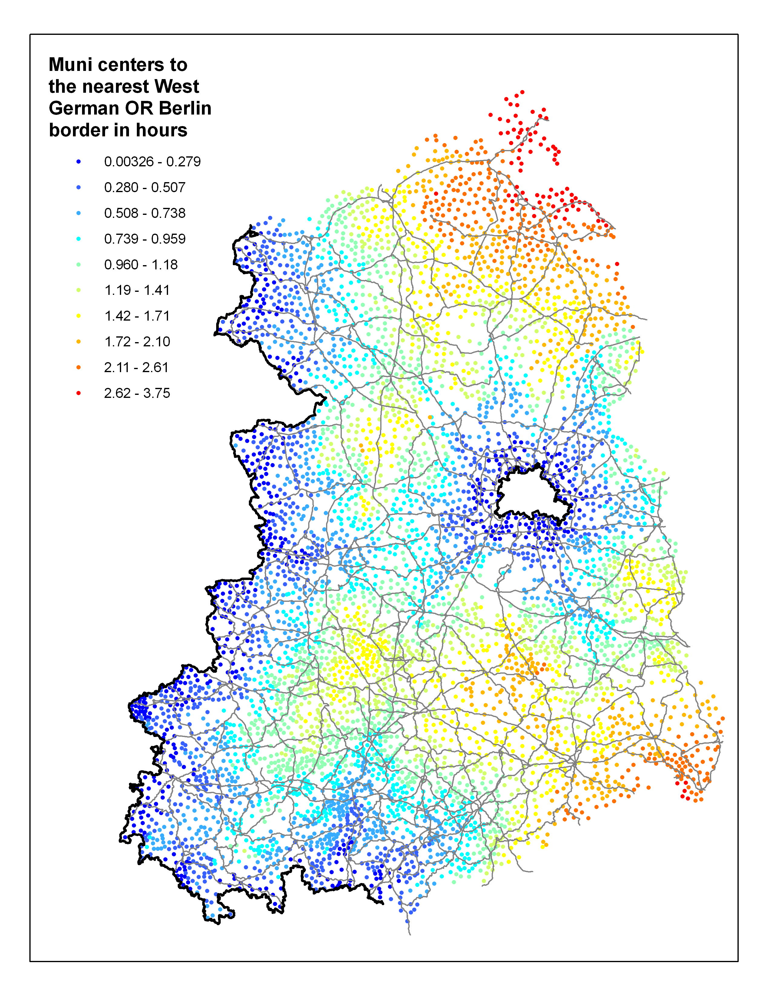 Muni centers to
the nearest West
German OR Berlin
border in hours
0.00326 - 0.279
0.280 - 0.507
0.508 - 0.738
0.739 - 0.959
0.960 - 1.18
1.19 - 1.41
1.42 - 1.71
1.72 - 2.10
2.11 - 2.61
2.62 - 3.75